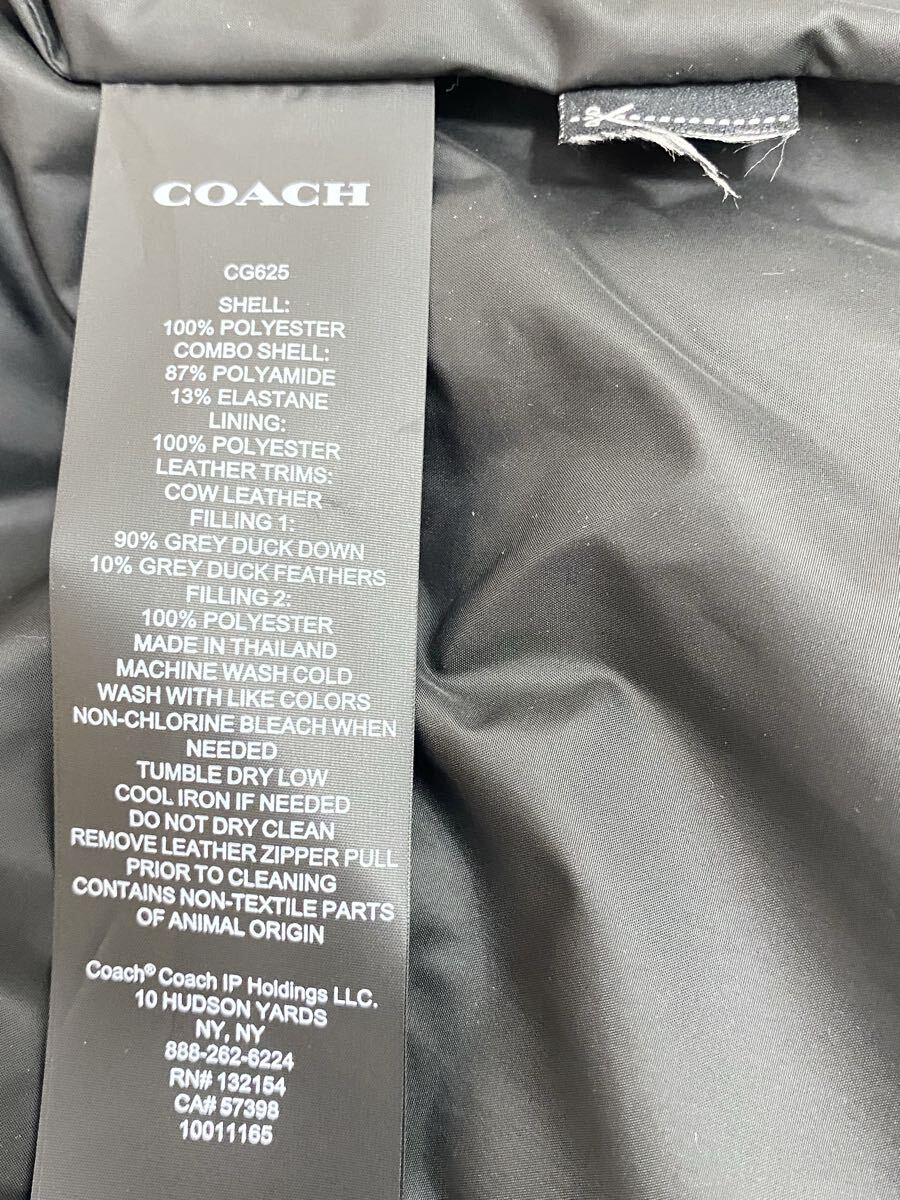 COACH
CG625
SHELL:
100% POLYESTER
COMBO SHELL:
87% POLYAMIDE
13% ELASTANE
LINING:
100% POLYESTER
LEATHER TRIMS:
COW LEATHER
FILLING 1:
90% GREY DUCK DOWN
10% GREY DUCK FEATHERS
FILLING 2:
100% POLYESTER
MADE IN THAILAND
MACHINE WASH COLD
WASH WITH LIKE COLORS
NON-CHLORINE BLEACH WHEN
NEEDED
TUMBLE DRY LOW
COOL IRON IF NEEDED
DO NOT DRY CLEAN
REMOVE LEATHER ZIPPER PULL
PRIOR TO CLEANING
CONTAINS NON-TEXTILE PARTS
OF ANIMAL ORIGIN
Coach® Coach IP Holdings LLC.
10 HUDSON YARDS
NY, NY
888-262-6224
RN# 132154
CA# 57398
10011165